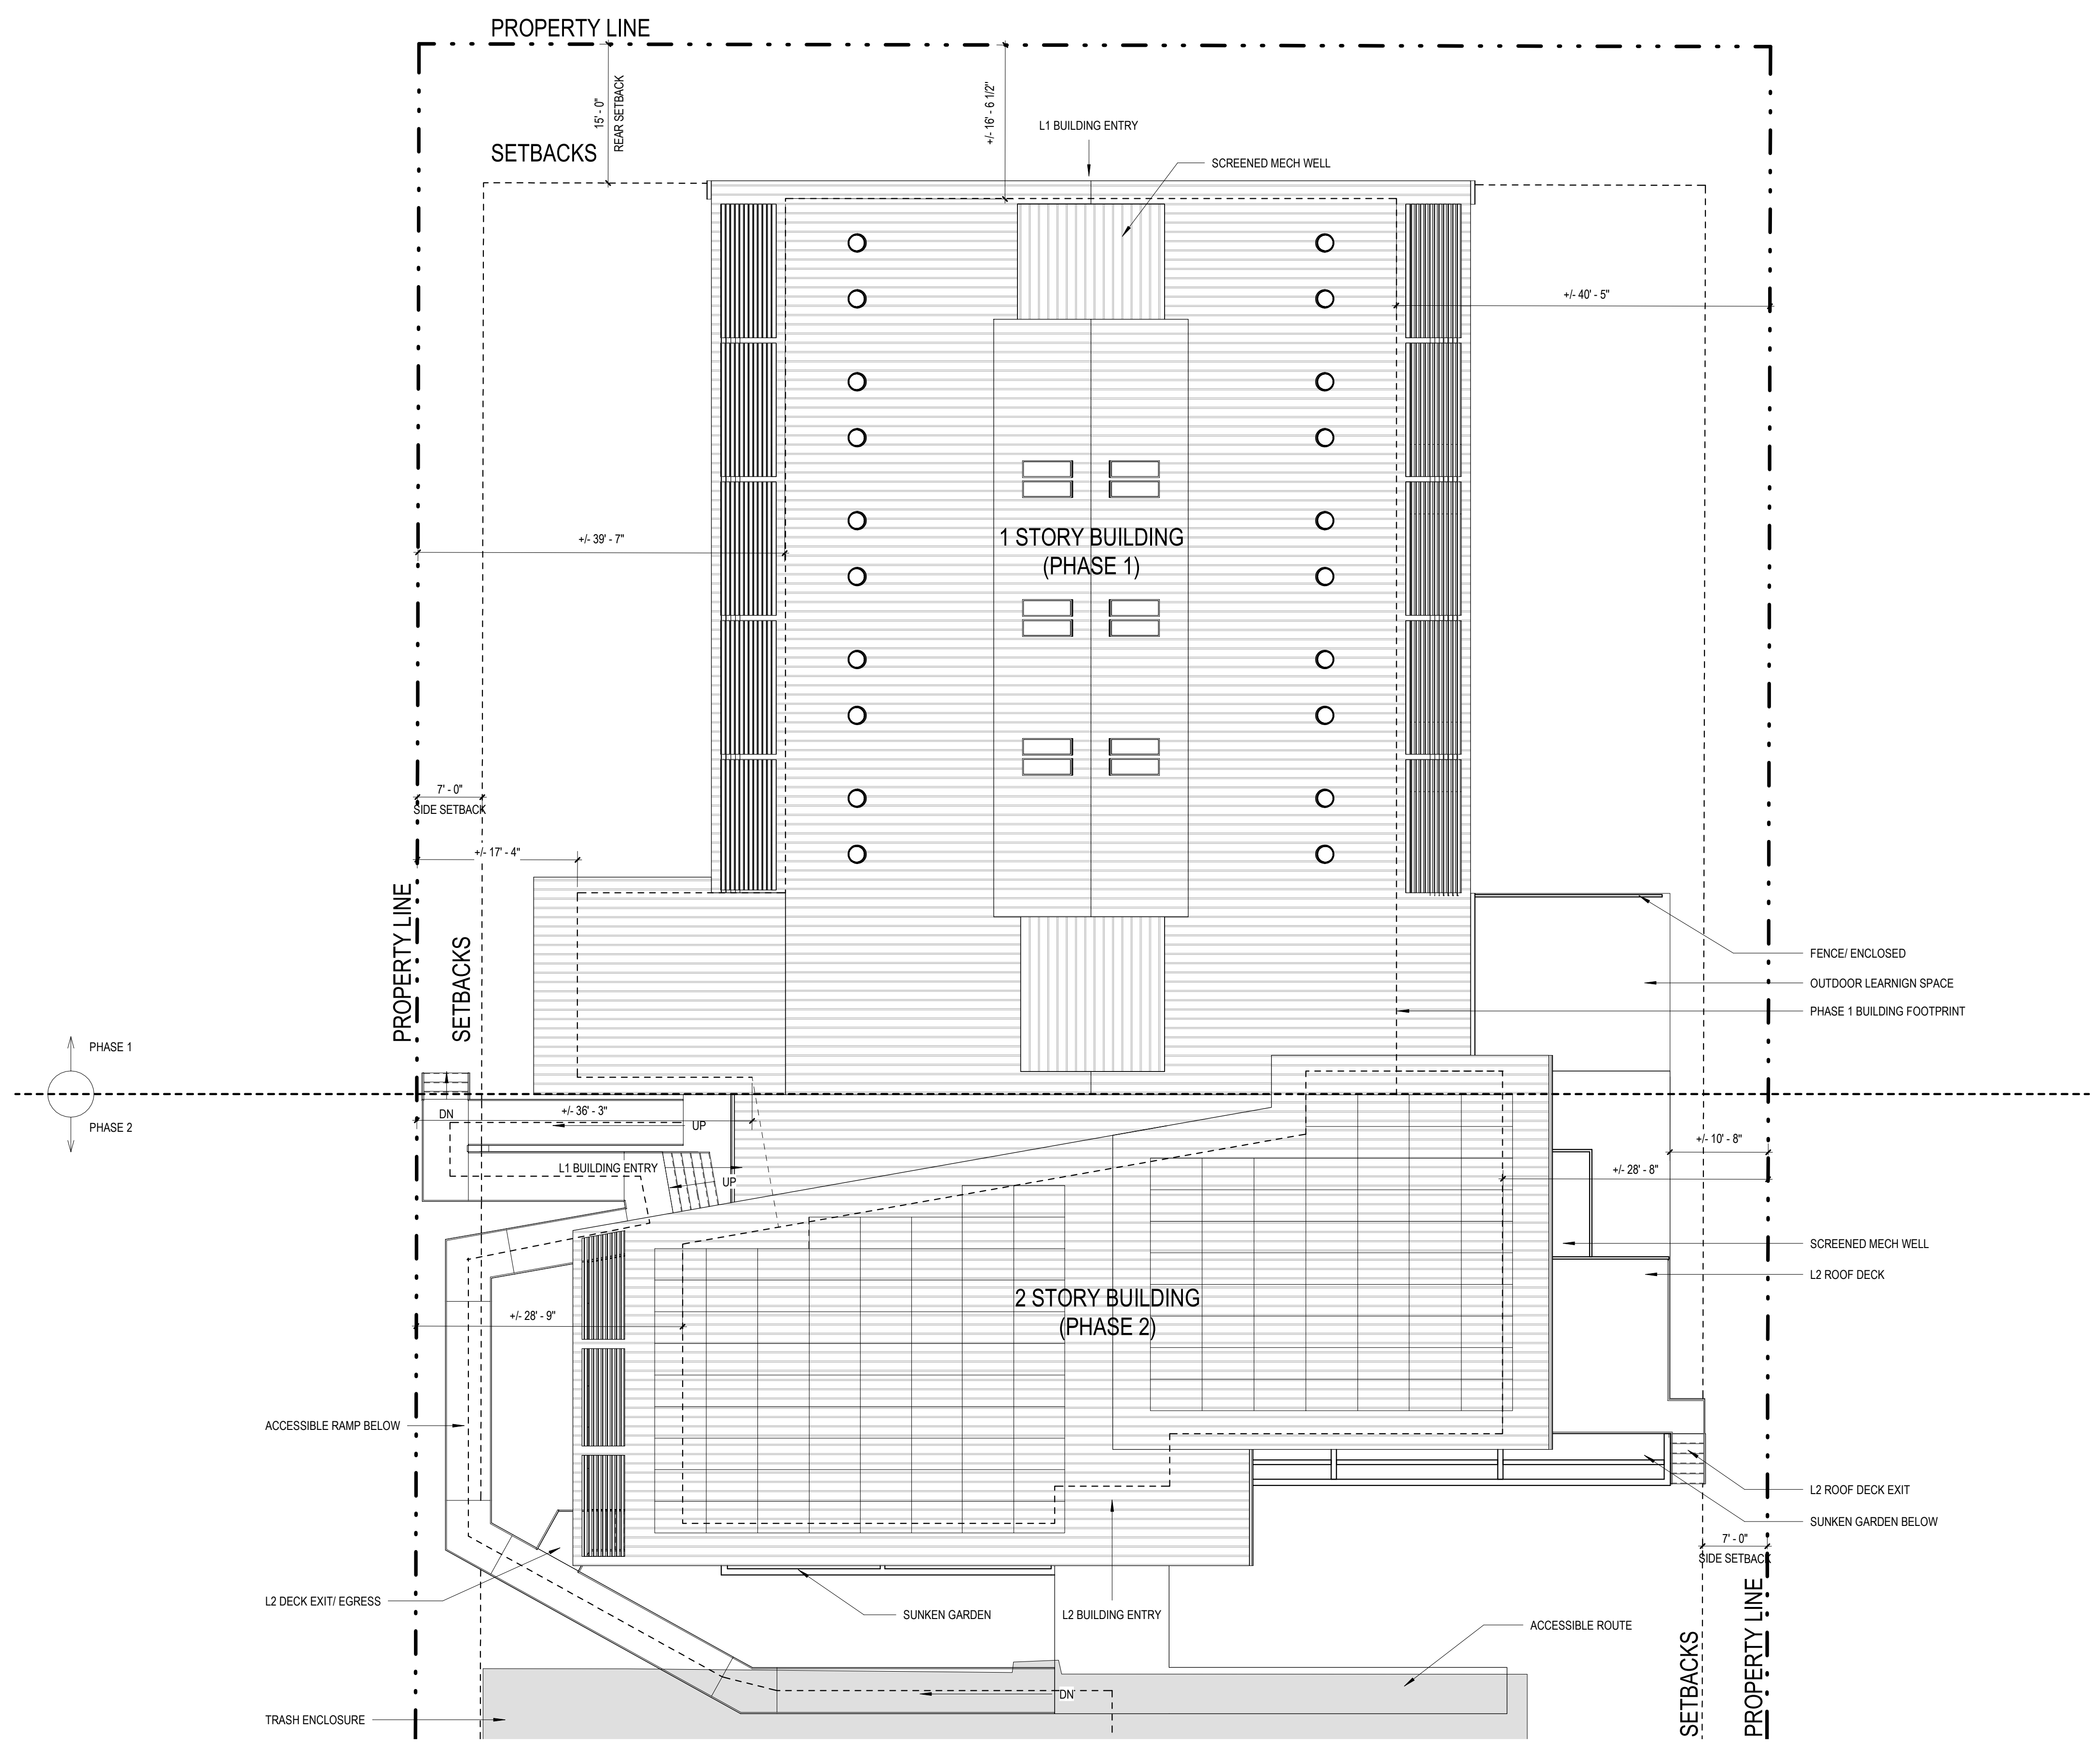 PROPERTY LINE
15' - 0"
REAR SETBACK
+/- 16' - 6 1/2"
SETBACKS
L1 BUILDING ENTRY
SCREENED MECH WELL
+/- 40' - 5"
+/- 39' - 7"
1 STORY BUILDING
(PHASE 1)
7' - 0"
SIDE SETBACK
+/- 17' - 4"
PROPERTY LINE
SETBACKS
FENCE/ ENCLOSED
OUTDOOR LEARNIGN SPACE
PHASE 1 BUILDING FOOTPRINT
PHASE 1
PHASE 2
DN
+/- 36' - 3"
UP
L1 BUILDING ENTRY
UP
+/- 10' - 8"
+/- 28' - 8"
SCREENED MECH WELL
L2 ROOF DECK
2 STORY BUILDING
(PHASE 2)
+/- 28' - 9"
ACCESSIBLE RAMP BELOW
L2 ROOF DECK EXIT
SUNKEN GARDEN BELOW
7' - 0"
SIDE SETBACK
L2 DECK EXIT/ EGRESS
SUNKEN GARDEN
L2 BUILDING ENTRY
ACCESSIBLE ROUTE
SETBACKS
PROPERTY LINE
DN
TRASH ENCLOSURE